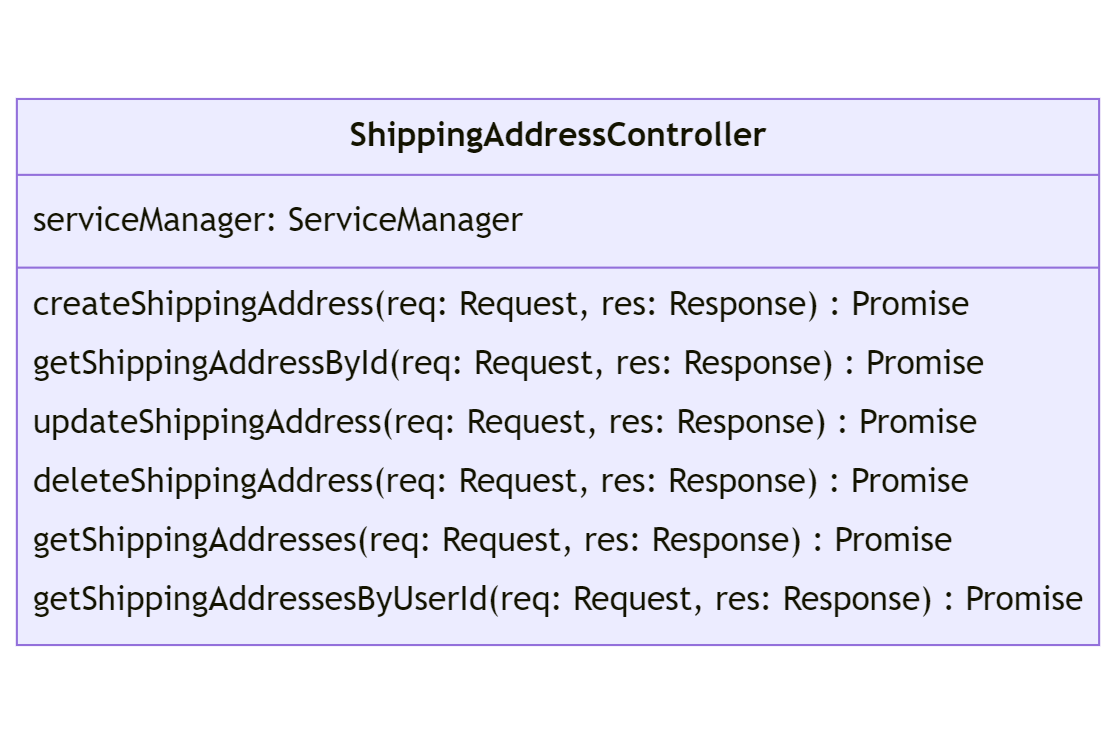 ShippingAddressController
serviceManager: ServiceManager
createShippingAddress(req: Request, res: Response) : Promise
getShippingAddressById(req: Request, res: Response) : Promise
updateShippingAddress(req: Request, res: Response) : Promise
deleteShippingAddress(req: Request, res: Response) : Promise
getShippingAddresses(req: Request, res: Response) : Promise
getShippingAddressesByUserId(req: Request, res: Response) : Promise